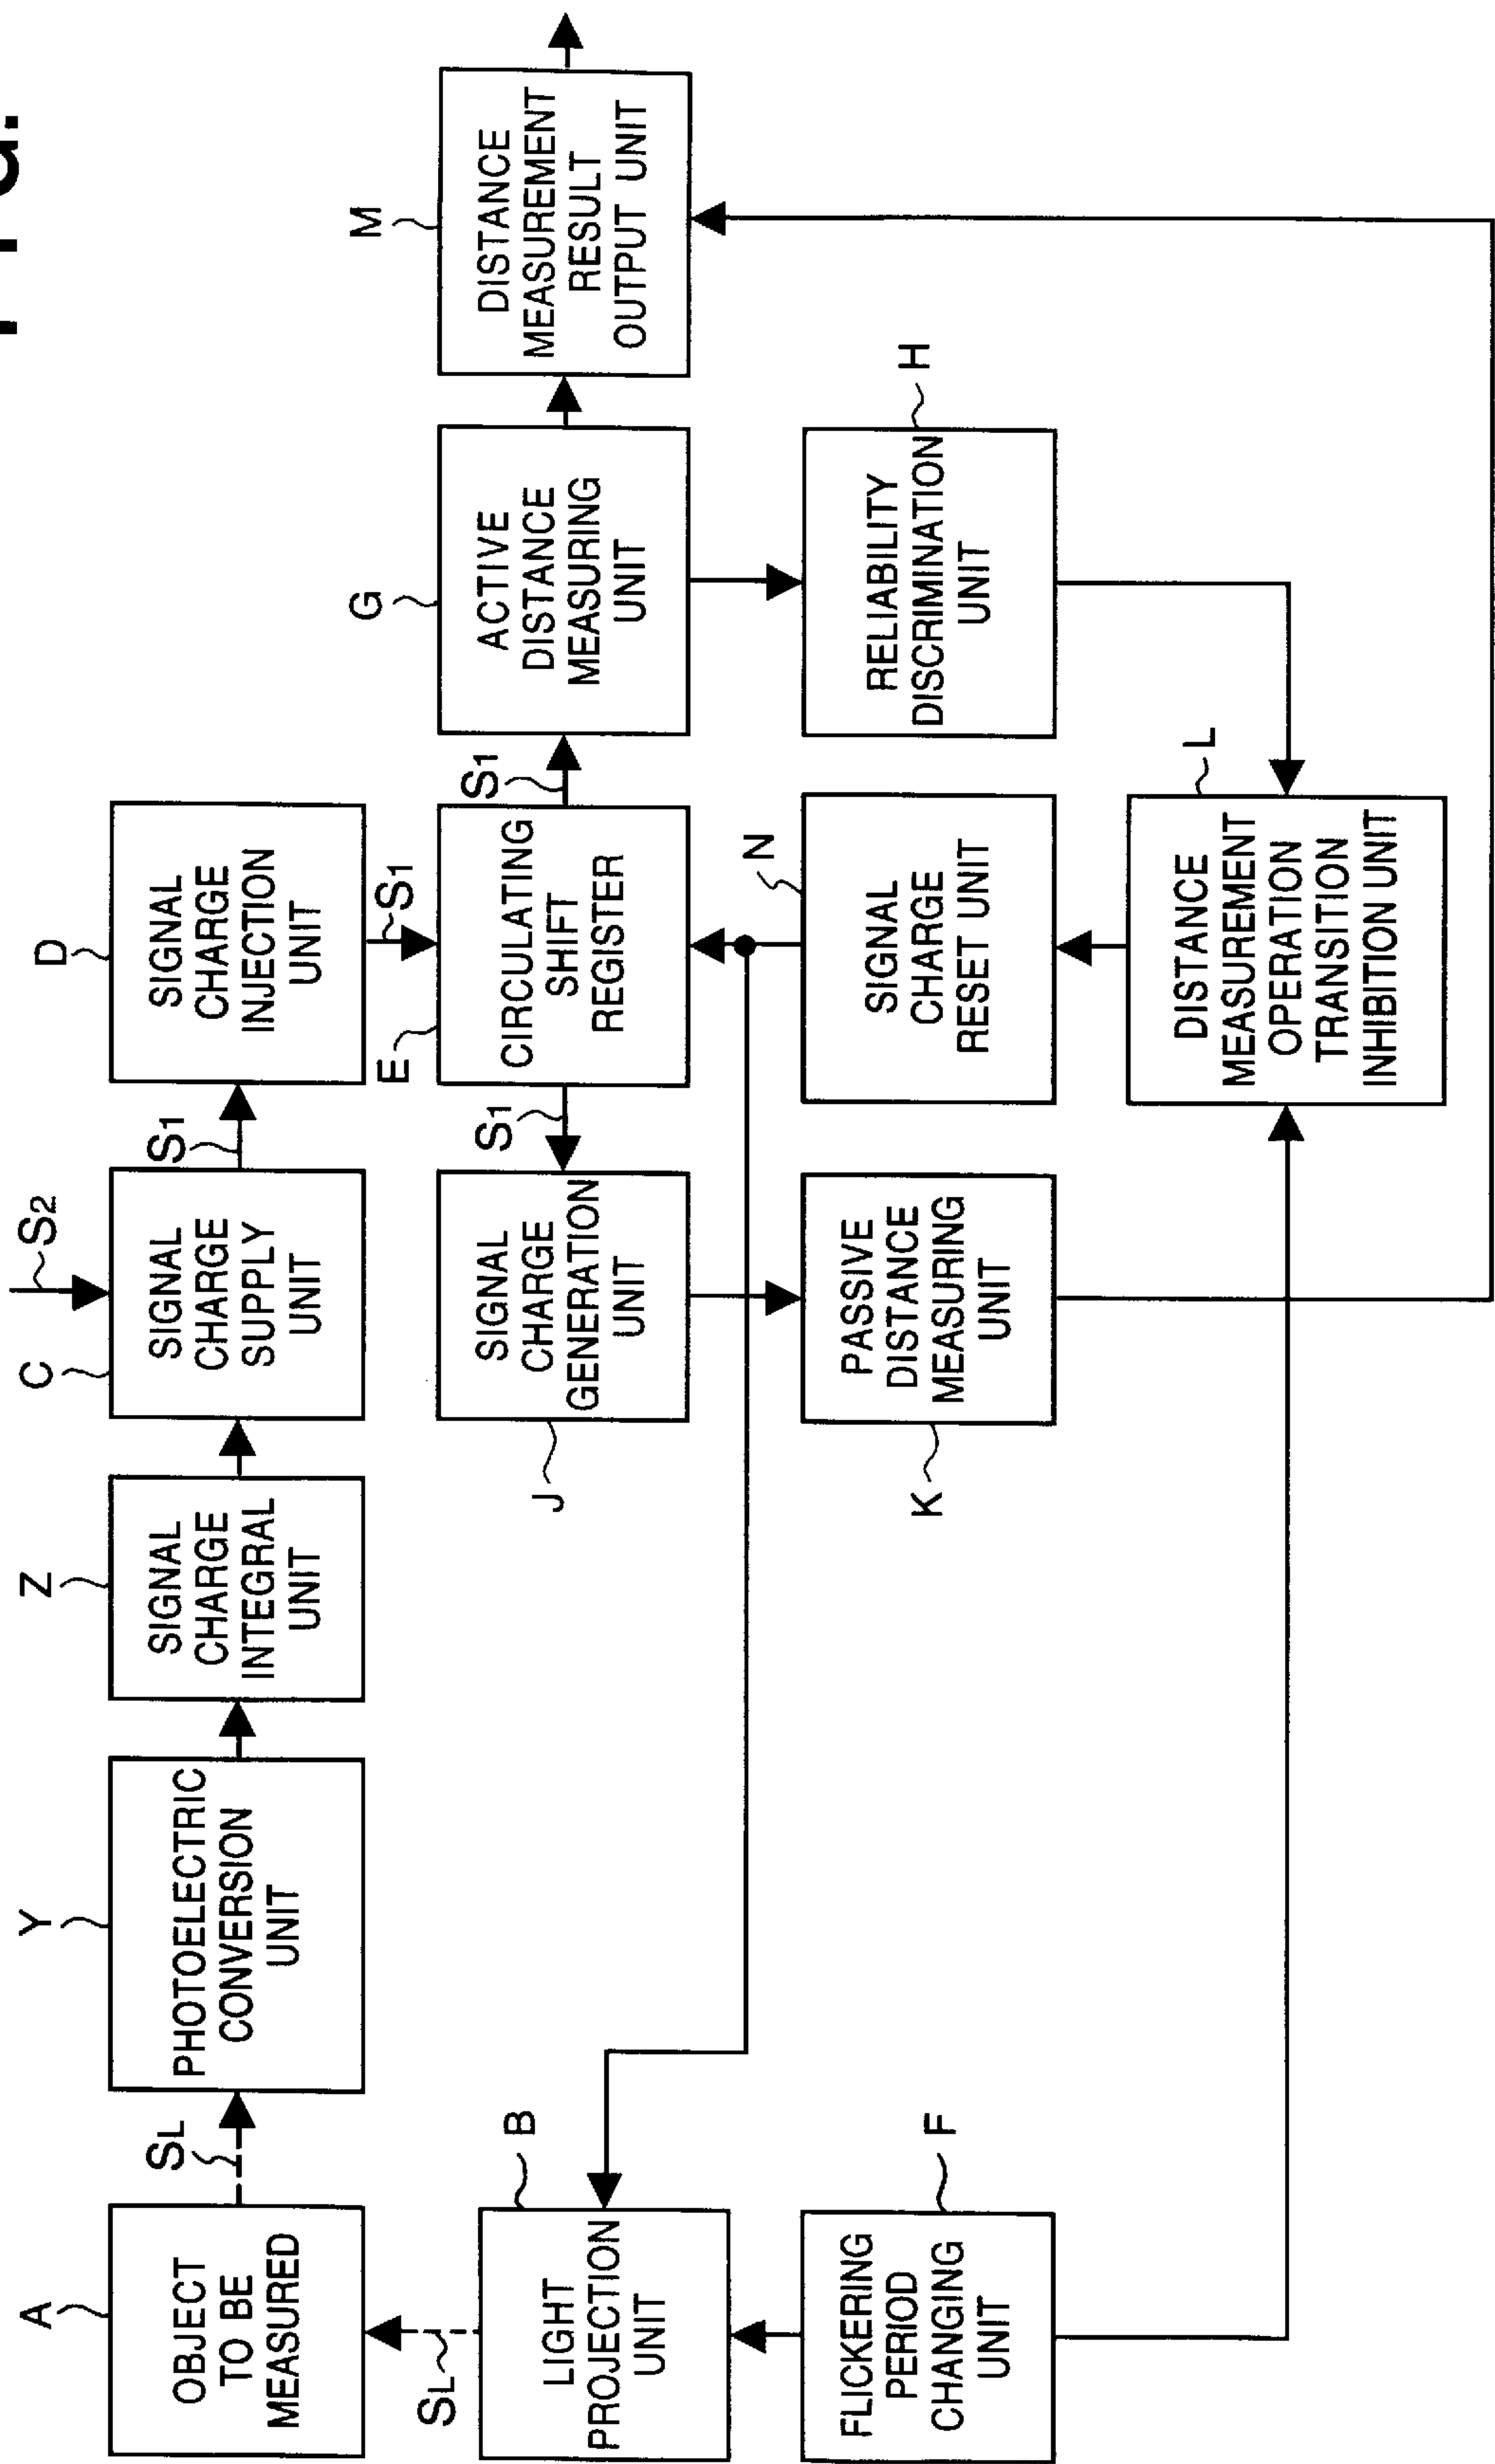 A
OBJECT
TO BE
MEASURED
SL
Y
PHOTOELECTRIC
CONVERSION
UNIT
Z
SIGNAL
CHARGE
INTEGRAL
UNIT
C
S2
SIGNAL
CHARGE
SUPPLY
UNIT
S1
D
SIGNAL
CHARGE
INJECTION
UNIT
SL
S1
B
LIGHT
PROJECTION
UNIT
J
SIGNAL
CHARGE
GENERATION
UNIT
S1
E
CIRCULATING
SHIFT
REGISTER
S1
G
ACTIVE
DISTANCE
MEASURING
UNIT
M
DISTANCE
MEASUREMENT
RESULT
OUTPUT UNIT
F
FLICKERING
PERIOD
CHANGING
UNIT
K
PASSIVE
DISTANCE
MEASURING
UNIT
N
SIGNAL
CHARGE
RESET UNIT
H
RELIABILITY
DISCRIMINATION
UNIT
L
DISTANCE
MEASUREMENT
OPERATION
TRANSITION
INHIBITION UNIT